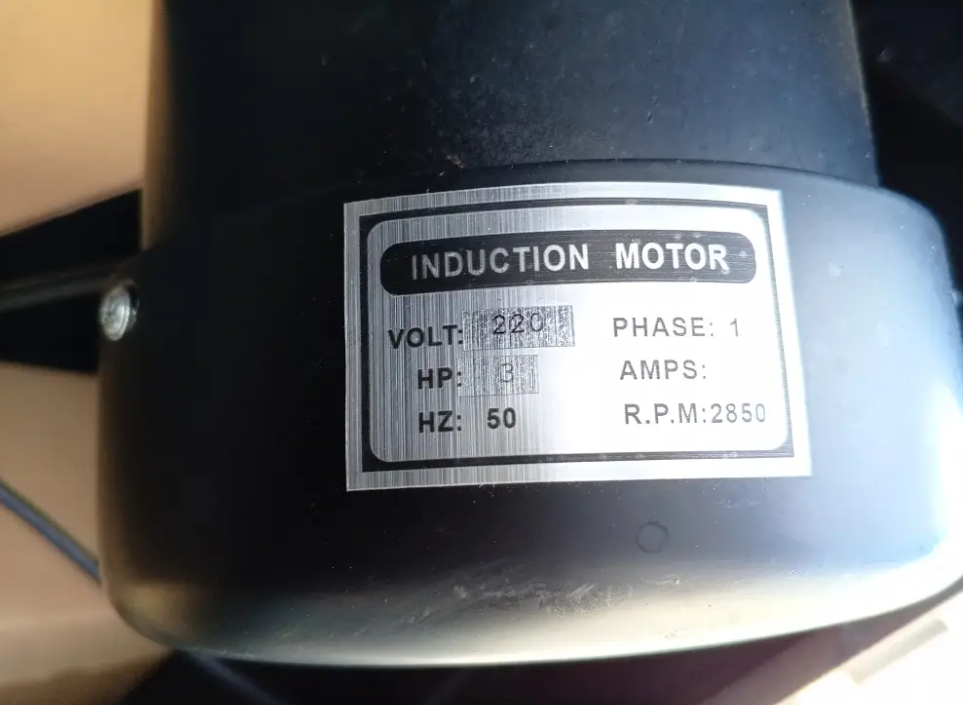 INDUCTION MOTOR
VOLT: 220 PHASE: 1
HP: 3 AMPS:
HZ: 50 R.P.M:2850